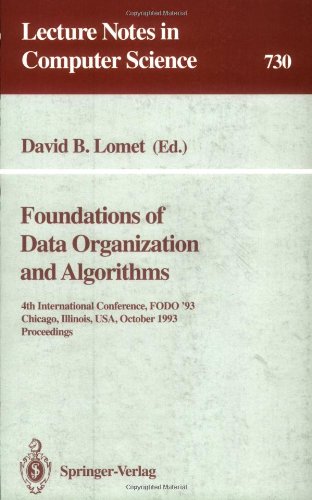 Lecture Notes in
Computer Science 730
David B. Lomet (Ed.)
Foundations of
Data Organization
and Algorithms
4th International Conference, FODO '93
Chicago, Illinois, USA, October 1993
Proceedings
Springer-Verlag